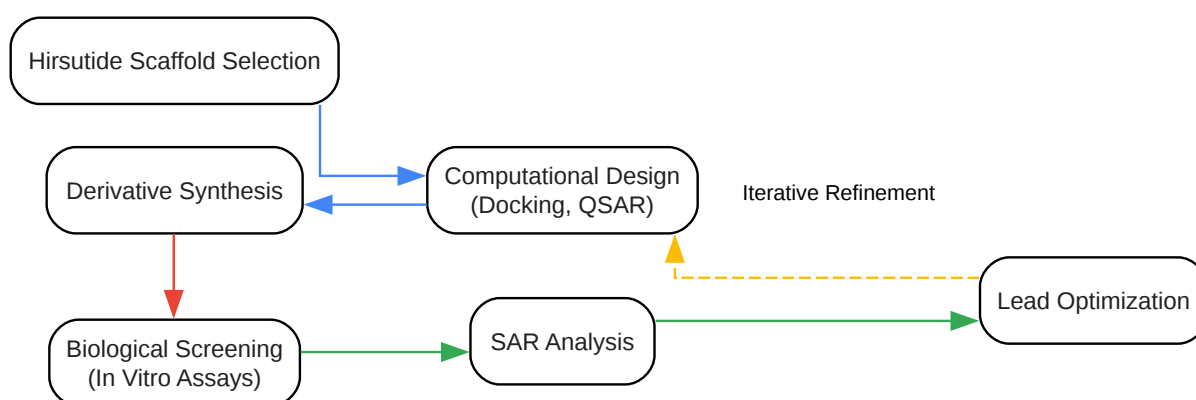 Hirsutide Scaffold Selection
Derivative Synthesis
Computational Design
(Docking, QSAR)
Iterative Refinement
Lead Optimization
Biological Screening
(In Vitro Assays)
SAR Analysis